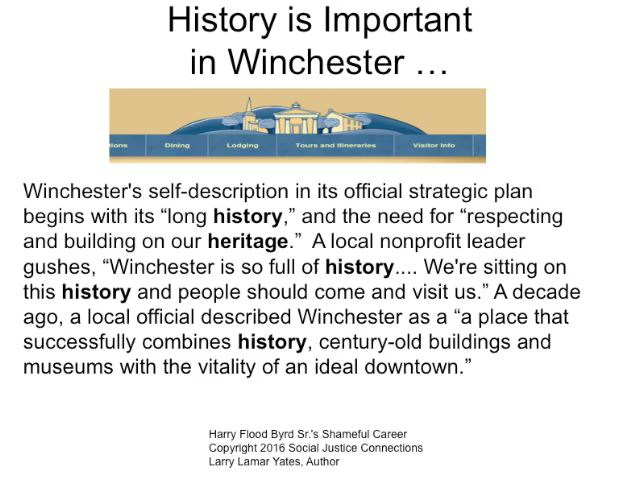 History is Important
in Winchester …
ions Dining Lodging Tours and Itineraries Visitor Info
Winchester's self-description in its official strategic plan
begins with its “long history,” and the need for “respecting
and building on our heritage.”  A local nonprofit leader
gushes, “Winchester is so full of history.... We're sitting on
this history and people should come and visit us.” A decade
ago, a local official described Winchester as a “a place that
successfully combines history, century-old buildings and
museums with the vitality of an ideal downtown.”
Harry Flood Byrd Sr.'s Shameful Career
Copyright 2016 Social Justice Connections
Larry Lamar Yates, Author